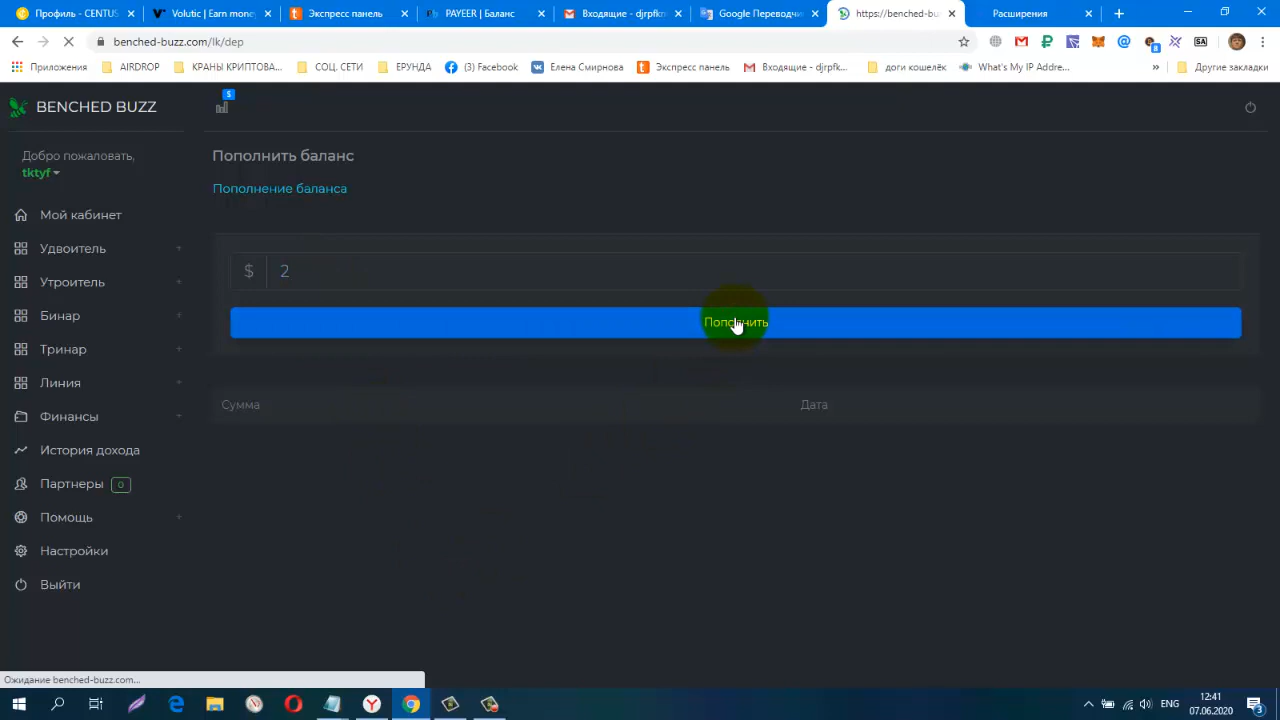 Профиль - CENTUS
Volutic | Earn money
Экспресс панель
PAYEER | Баланс
Входящие - djrpfkn
Google Переводчи
https://benched-bu
Расширения
benched-buzz.com/lk/dep
Приложения
AIRDROP
КРАНЫ КРИПТОВА...
СОЦ. СЕТИ
ЕРУНДА
(3) Facebook
Елена Смирнова
Экспресс панель
Входящие - djrpfk...
доги кошелёк
What's My IP Addre...
»
Другие закладки
BENCHED BUZZ
$
Добро пожаловать,
tktyf
Мой кабинет
Удвоитель +
Утроитель +
Бинар +
Тринар +
Линия +
Финансы +
История дохода
Партнеры 0
Помощь +
Настройки
Выйти
Пополнить баланс
Пополнение баланса
$ 2
Пополнить
Сумма Дата
Ожидание benched-buzz.com...
ENG
12:41
07.06.2020
3